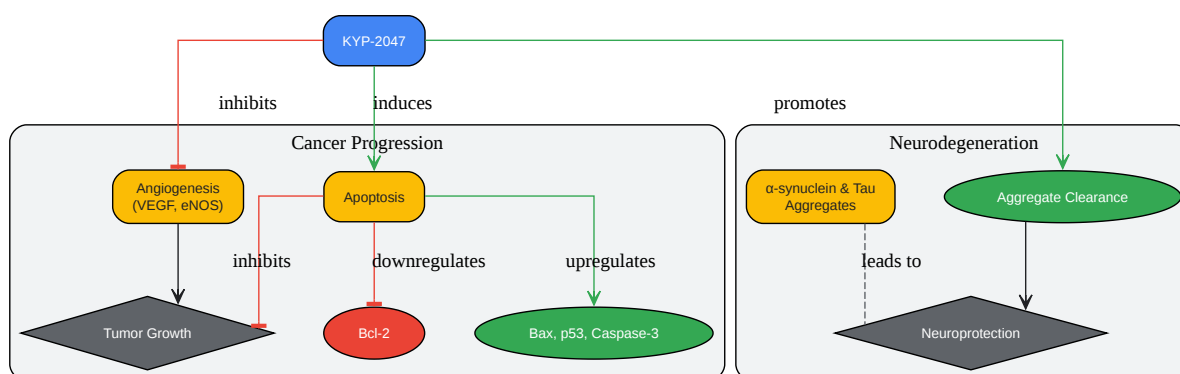 KYP-2047
inhibits
induces
promotes
Cancer Progression
Neurodegeneration
Angiogenesis
(VEGF, eNOS)
Apoptosis
α-synuclein & Tau
Aggregates
Aggregate Clearance
inhibits
downregulates
upregulates
leads to
Tumor Growth
Bcl-2
Bax, p53, Caspase-3
Neuroprotection